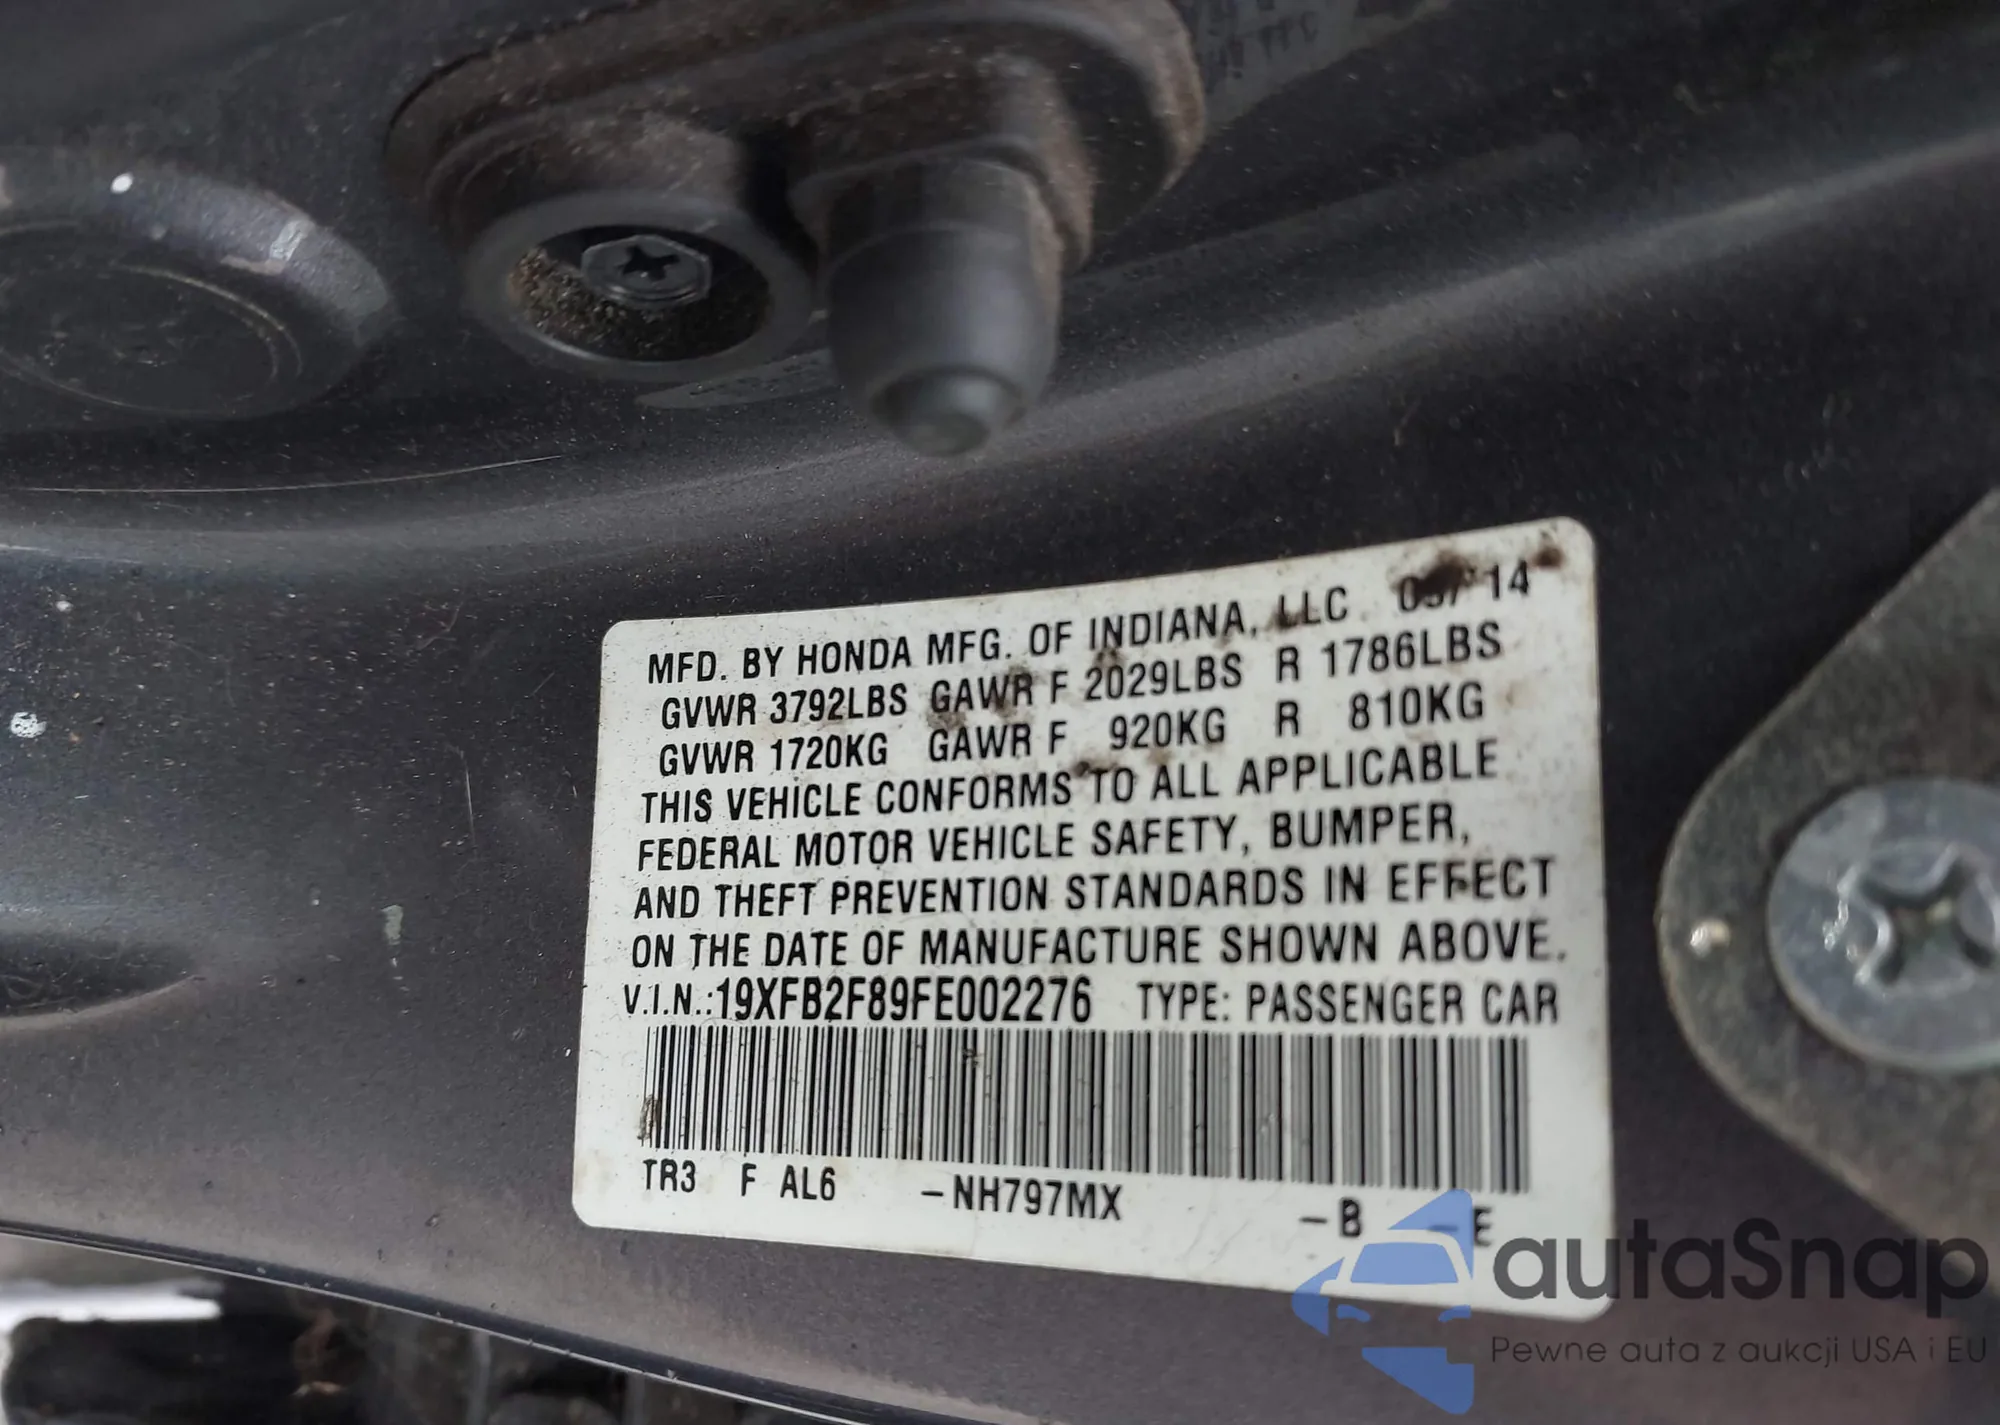 MFD. BY HONDA MFG. OF INDIANA, LLC 14
GVWR 3792LBS GAWR F 2029LBS R 1786LBS
GVWR 1720KG GAWR F 920KG R 810KG
THIS VEHICLE CONFORMS TO ALL APPLICABLE
FEDERAL MOTOR VEHICLE SAFETY, BUMPER,
AND THEFT PREVENTION STANDARDS IN EFFECT
ON THE DATE OF MANUFACTURE SHOWN ABOVE.
V.I.N.:19XFB2F89FE002276 TYPE: PASSENGER CAR
TR3 F AL6 -NH797MX -B -E
autaSnap
Pewne auta z aukcji USA i EU